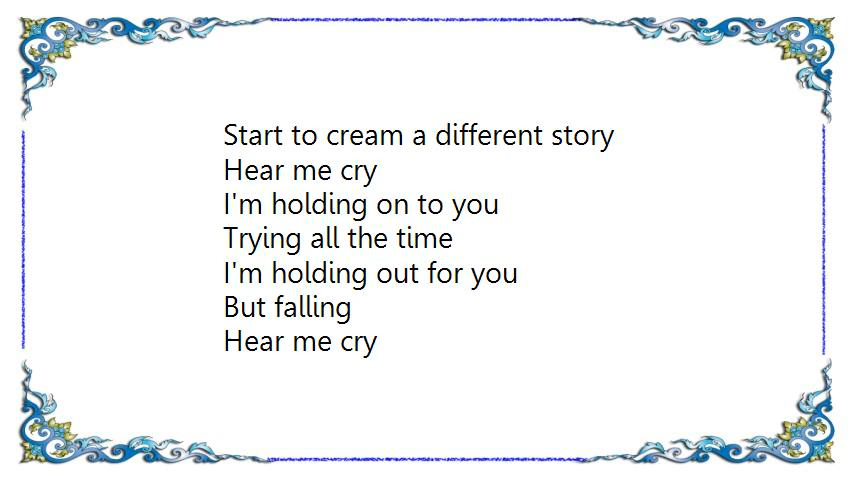 Start to cream a different story
Hear me cry
I'm holding on to you
Trying all the time
I'm holding out for you
But falling
Hear me cry